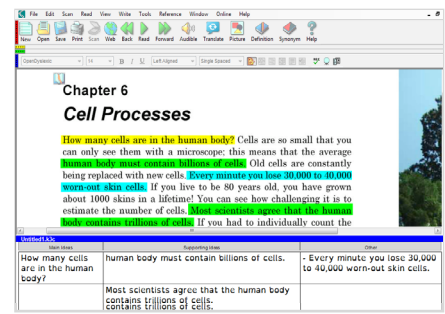 File Edit Scan Read View Write Tools Reference Window Online Help
New Open Save Print Scan Web Back Read Forward Audible Translate Picture Definition Synonym Help
OpenDyslexic 14 B I U Left Aligned Single Spaced
Chapter 6
Cell Processes
How many cells are in the human body? Cells are so small that you
can only see them with a microscope; this means that the average
human body must contain billions of cells. Old cells are constantly
being replaced with new cells. Every minute you lose 30,000 to 40,000
worn-out skin cells. If you live to be 80 years old, you have grown
about 1000 skins in a lifetime! You can see how challenging it is to
estimate the number of cells. Most scientists agree that the human
body contains trillions of cells. If you had to individually count the
Untitled1.k3c
Main Ideas Supporting Ideas Other
How many cells
are in the human
body?
human body must contain billions of cells.
- Every minute you lose 30,000
to 40,000 worn-out skin cells.
Most scientists agree that the human body
contains trillions of cells.
contains trillions of cells.